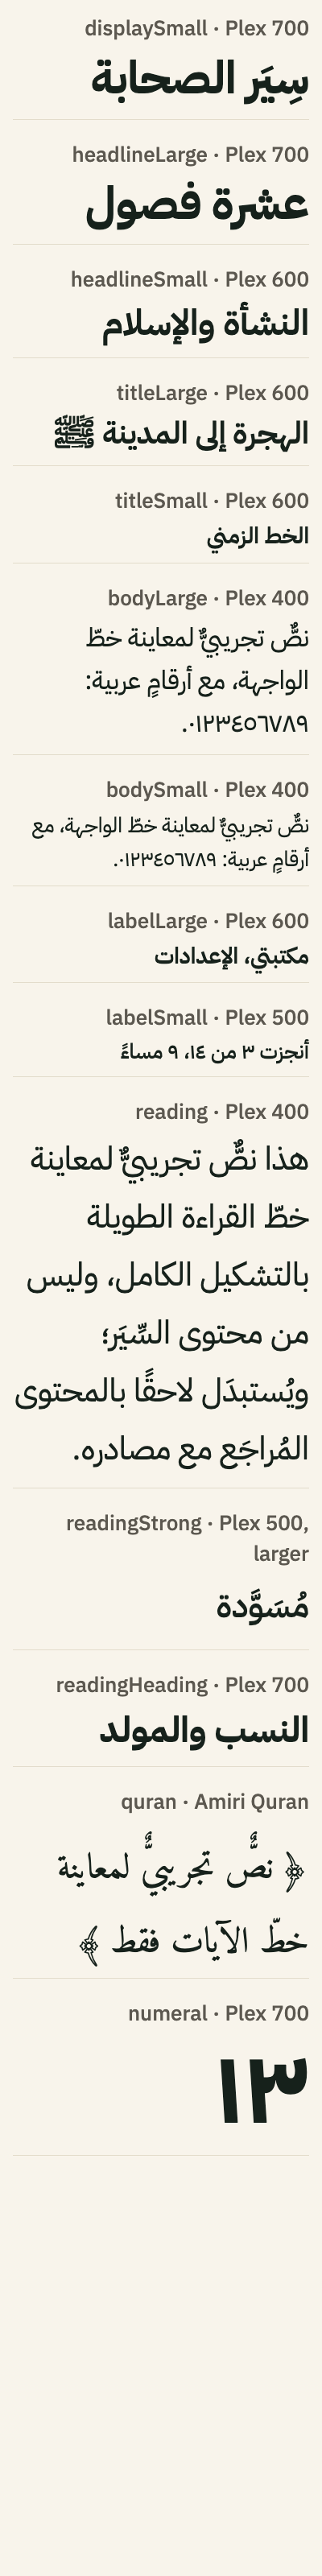 displaySmall · Plex 700
سِيَر الصحابة
headlineLarge · Plex 700
عشرة فصول
headlineSmall · Plex 600
النشأة والإسلام
titleLarge · Plex 600
الهجرة إلى المدينة ﷺ
titleSmall · Plex 600
الخط الزمني
bodyLarge · Plex 400
نصٌّ تجريبيٌّ لمعاينة خطّ
الواجهة، مع أرقامٍ عربية:
٠١٢٣٤٥٦٧٨٩.
bodySmall · Plex 400
نصٌّ تجريبيٌّ لمعاينة خطّ الواجهة، مع
أرقامٍ عربية: ٠١٢٣٤٥٦٧٨٩.
labelLarge · Plex 600
مكتبتي، الإعدادات
labelSmall · Plex 500
أنجزت ٣ من ١٤، ٩ مساءً
reading · Plex 400
هذا نصٌّ تجريبيٌّ لمعاينة
خطّ القراءة الطويلة
بالتشكيل الكامل، وليس
من محتوى السِّيَر؛
ويُستبدَل لاحقًا بالمحتوى
المُراجَع مع مصادره.
readingStrong · Plex 500,
larger
مُسَوَّدة
readingHeading · Plex 700
النسب والمولد
quran · Amiri Quran
﴿ نصٌّ تجريبيٌّ لمعاينة
خطّ الآيات فقط ﴾
numeral · Plex 700
١٣